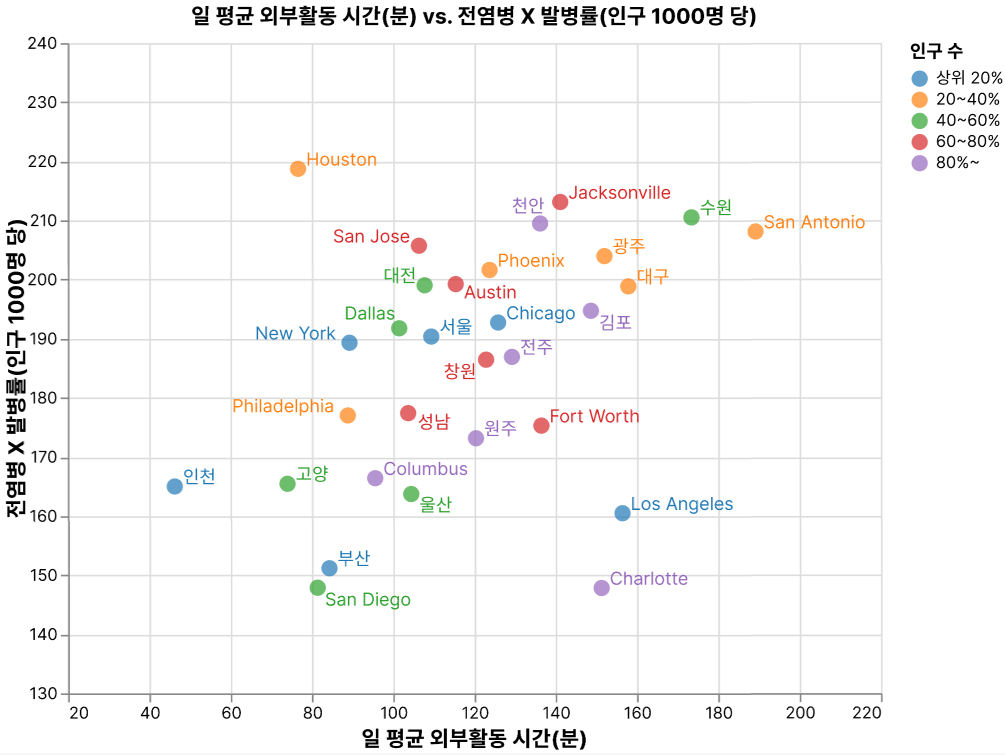 일 평균 외부활동 시간(분) vs. 전염병 X 발병률(인구 1000명 당)
인구 수
상위 20%
20~40%
40~60%
60~80%
80%~
전염병 X 발병률(인구 1000명 당)
240
230
220
210
200
190
180
170
160
150
140
130
Houston
Jacksonville
천안
수원
San Antonio
San Jose
광주
Phoenix
대전
대구
Austin
Dallas
Chicago
서울
김포
New York
전주
창원
Philadelphia
성남
Fort Worth
원주
Columbus
고양
인천
울산
Los Angeles
부산
Charlotte
San Diego
20 40 60 80 100 120 140 160 180 200 220
일 평균 외부활동 시간(분)